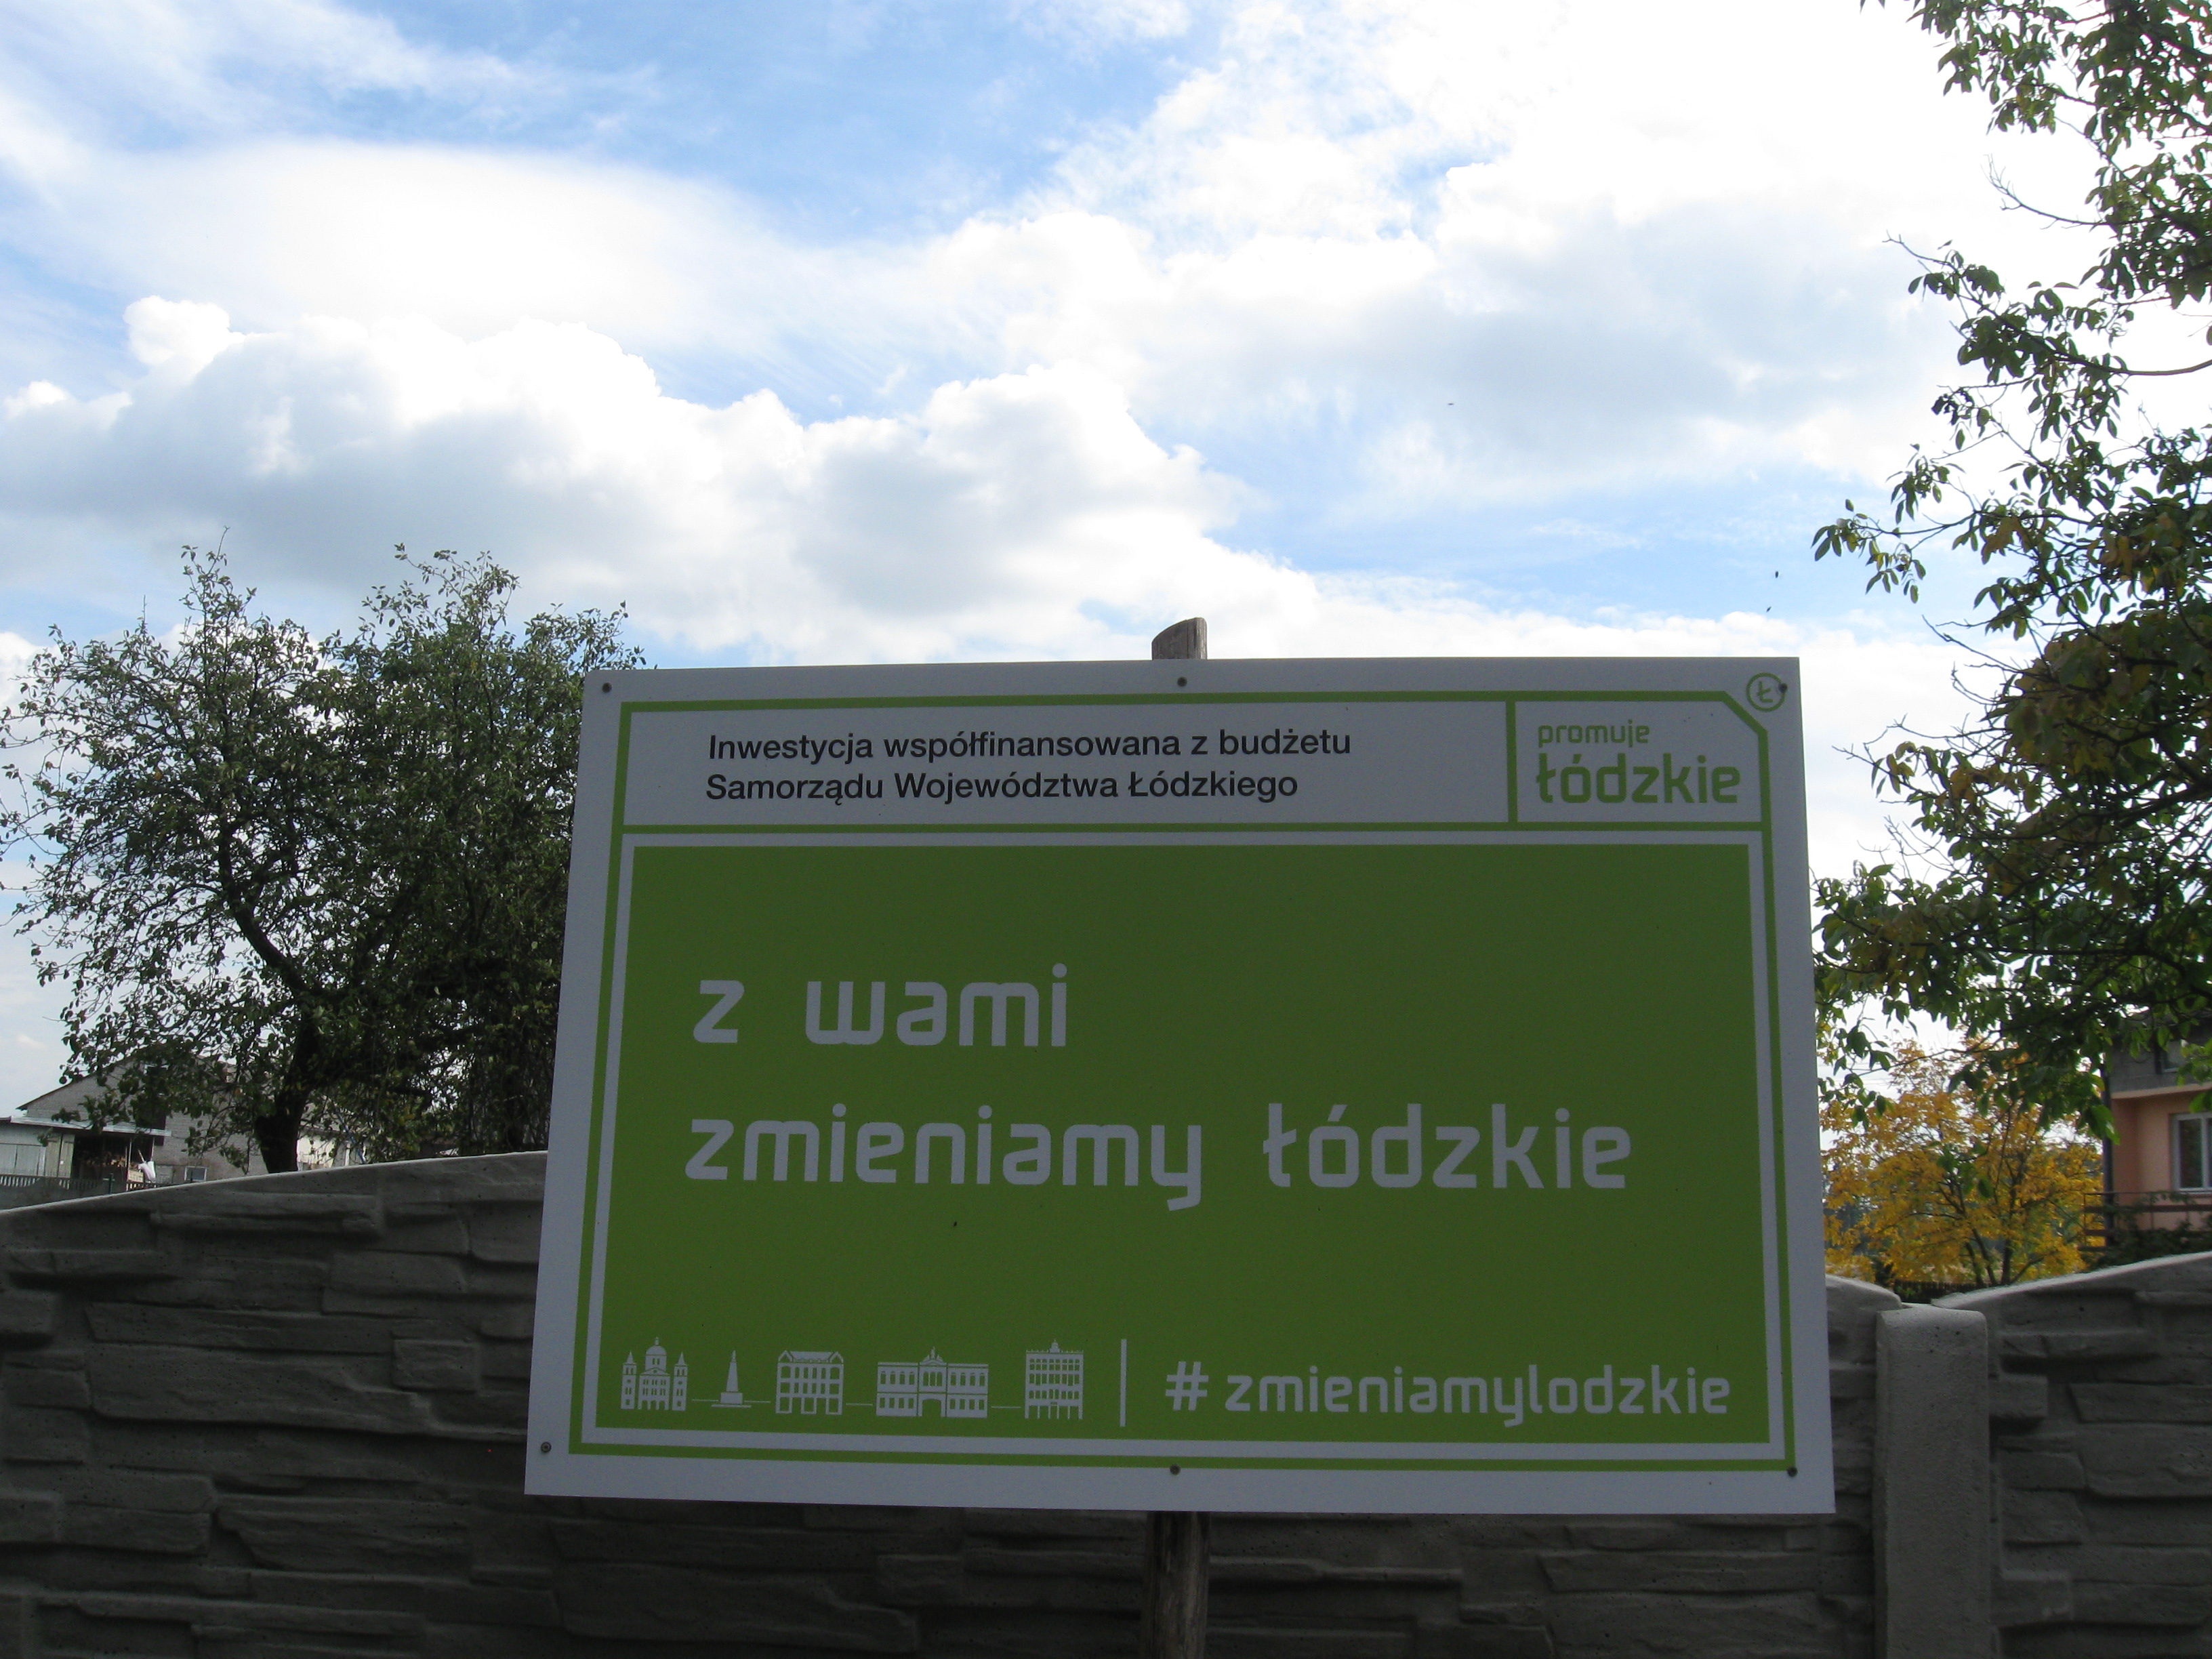 Inwestycja współfinansowana z budżetu
Samorządu Województwa Łódzkiego
promuje
łódzkie
Ł
z wami
zmieniamy łódzkie
# zmieniamylodzkie